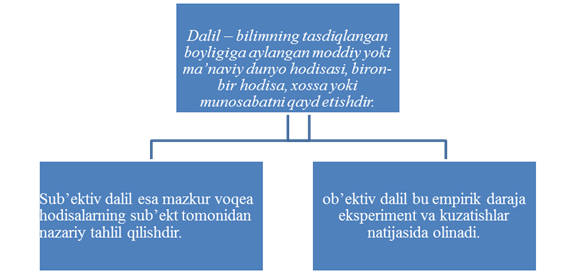 Dalil – bilimning tasdiqlangan
boyligiga aylangan moddiy yoki
ma’naviy dunyo hodisasi, biron-
bir hodisa, xossa yoki
munosabatni qayd etishdir.
Sub’ektiv dalil esa mazkur voqea
hodisalarning sub’ekt tomonidan
nazariy tahlil qilishdir.
ob’ektiv dalil bu empirik daraja
eksperiment va kuzatishlar
natijasida olinadi.